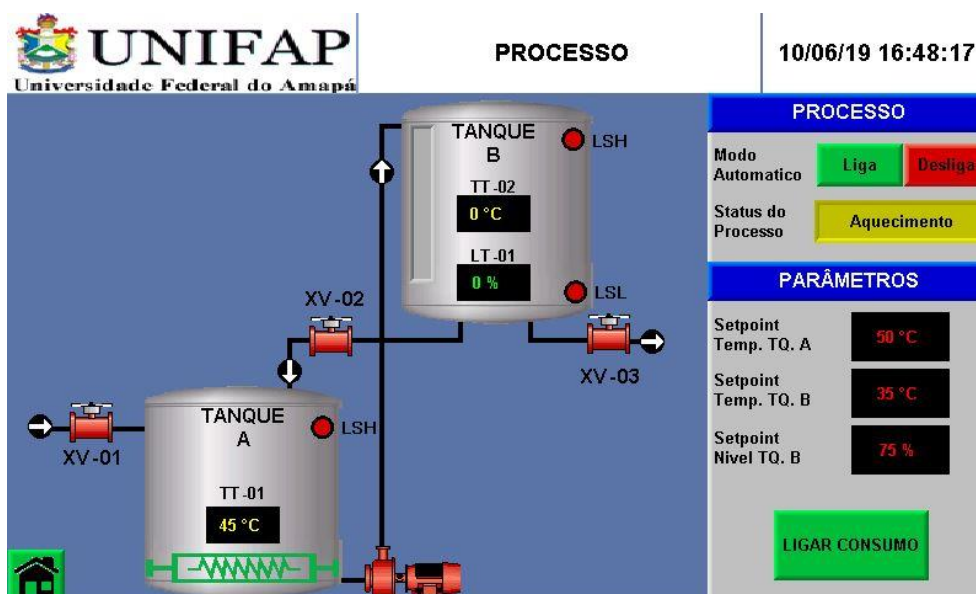 UNIFAP
Universidade Federal do Amapá
PROCESSO
10/06/19 16:48:17
TANQUE
B
LSH
TT-02
0 °C
LT-01
0 %
LSL
XV-02
XV-03
XV-01
TANQUE
A
LSH
TT-01
45 °C
PROCESSO
Modo
Automatico
Liga
Desliga
Status do
Processo
Aquecimento
PARÂMETROS
Setpoint
Temp. TQ. A
50 °C
Setpoint
Temp. TQ. B
35 °C
Setpoint
Nivel TQ. B
75 %
LIGAR CONSUMO